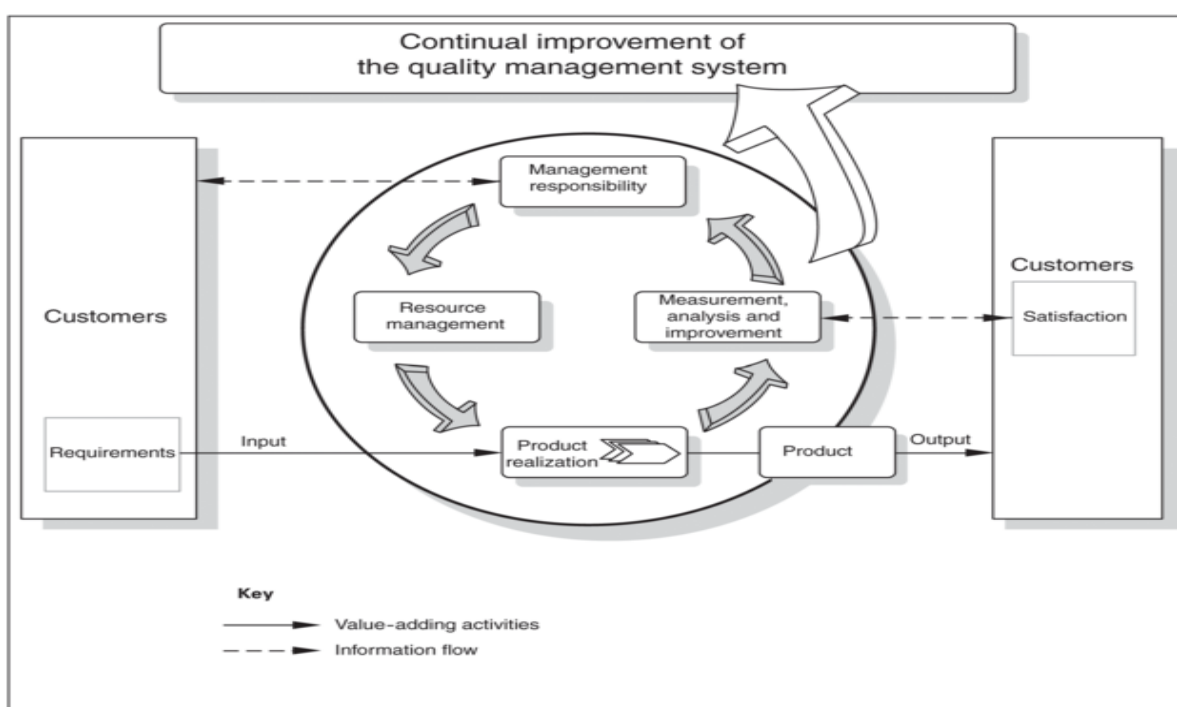 Continual improvement of
the quality management system
Management
responsibility
Customers
Resource
management
Measurement,
analysis and
improvement
Customers
Satisfaction
Requirements
Input
Product
realization
Product
Output
Key
Value-adding activities
Information flow